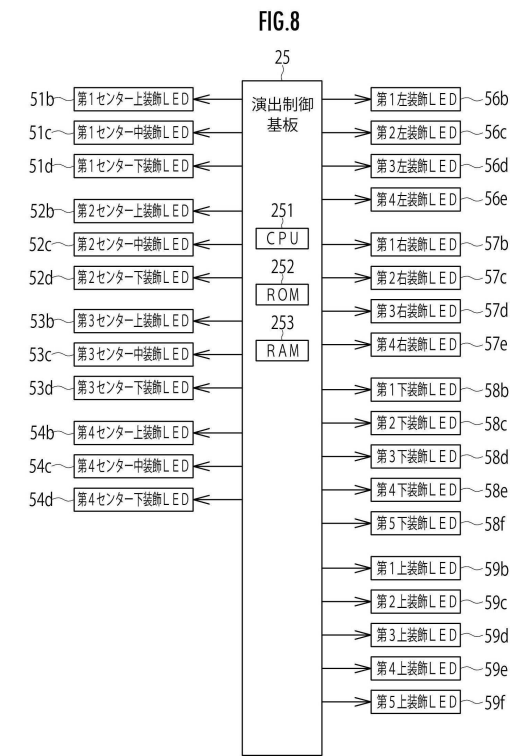 FIG.8
25
演出制御
基板
251
CPU
252
ROM
253
RAM
51b 第1センター上装飾LED
51c 第1センター中装飾LED
51d 第1センター下装飾LED
52b 第2センター上装飾LED
52c 第2センター中装飾LED
52d 第2センター下装飾LED
53b 第3センター上装飾LED
53c 第3センター中装飾LED
53d 第3センター下装飾LED
54b 第4センター上装飾LED
54c 第4センター中装飾LED
54d 第4センター下装飾LED
第1左装飾LED 56b
第2左装飾LED 56c
第3左装飾LED 56d
第4左装飾LED 56e
第1右装飾LED 57b
第2右装飾LED 57c
第3右装飾LED 57d
第4右装飾LED 57e
第1下装飾LED 58b
第2下装飾LED 58c
第3下装飾LED 58d
第4下装飾LED 58e
第5下装飾LED 58f
第1上装飾LED 59b
第2上装飾LED 59c
第3上装飾LED 59d
第4上装飾LED 59e
第5上装飾LED 59f